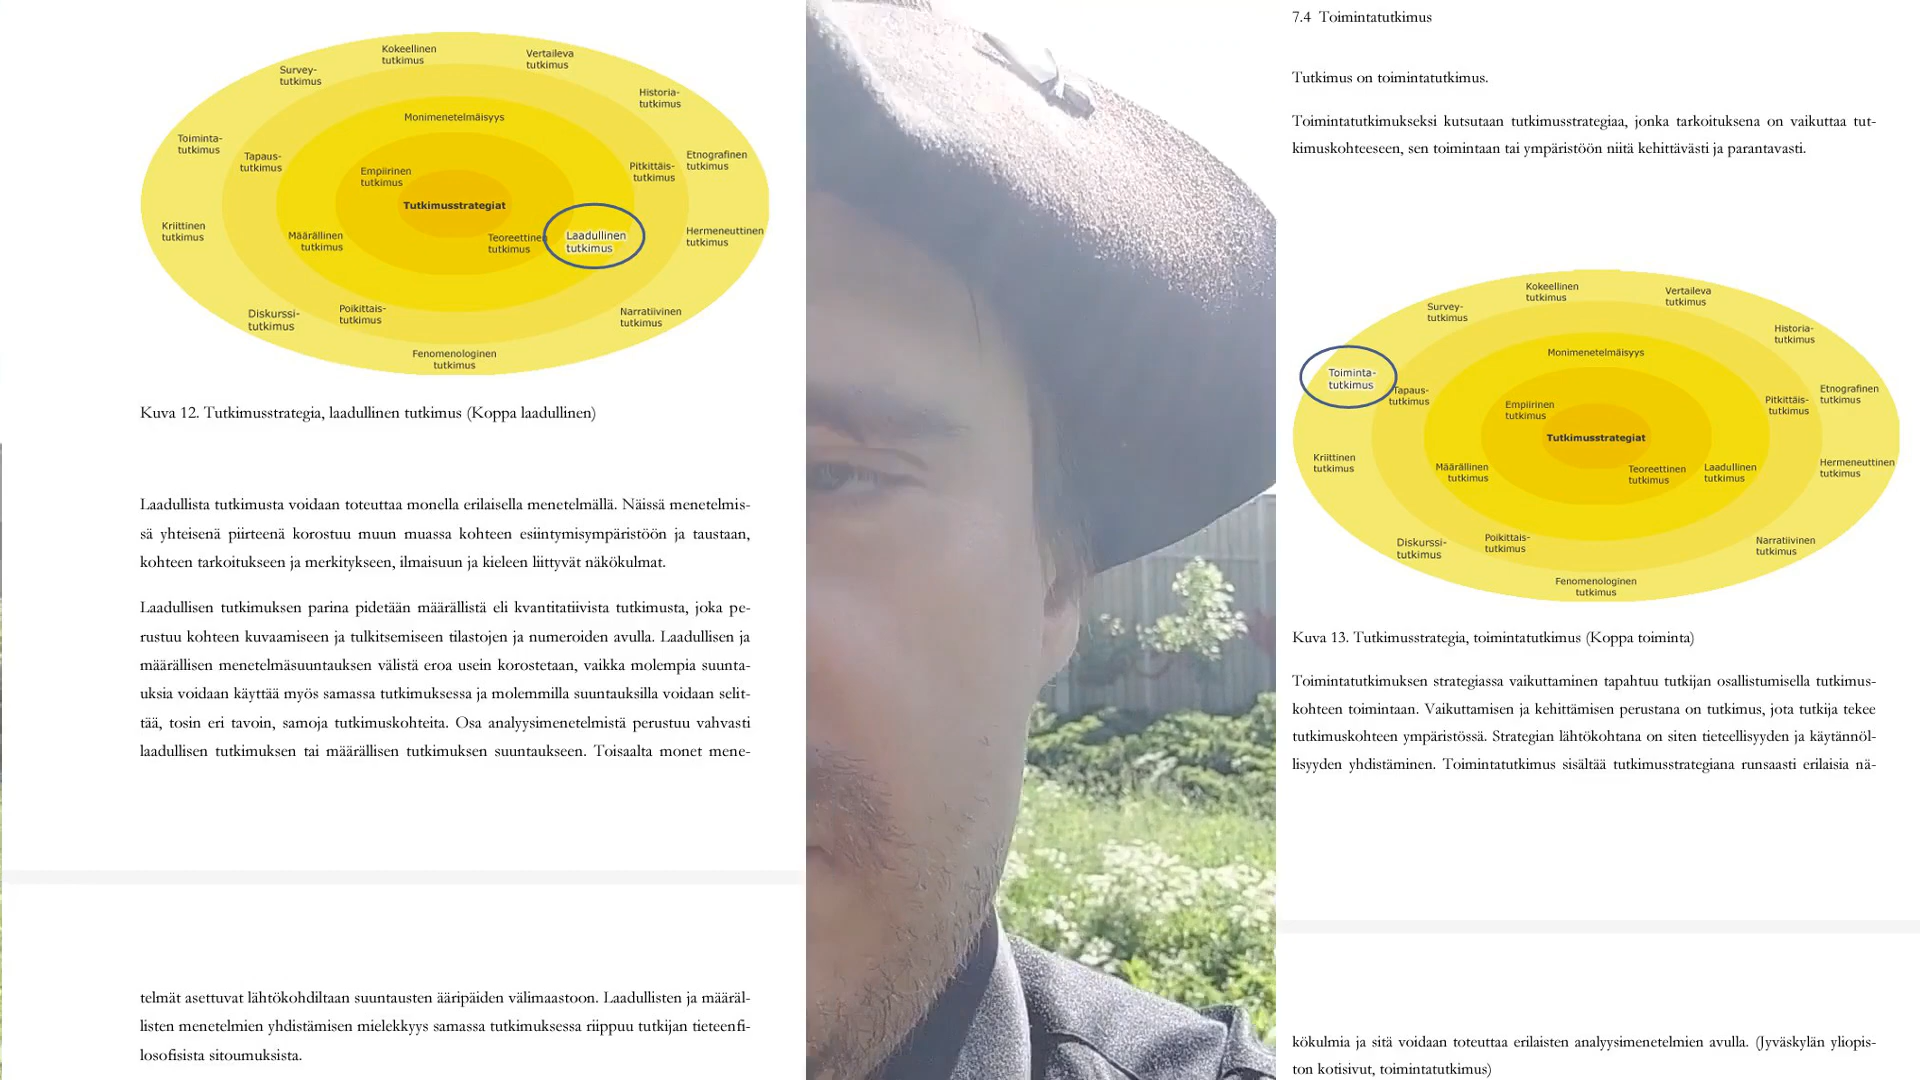 Kokeellinen
tutkimus
Vertaileva
tutkimus
Survey-
tutkimus
Historia-
tutkimus
Monimenetelmäisyys
Toiminta-
tutkimus
Tapaus-
tutkimus
Empiirinen
tutkimus
Pitkittäis-
tutkimus
Etnografinen
tutkimus
Tutkimusstrategiat
Kriittinen
tutkimus
Määrällinen
tutkimus
Teoreettinen
tutkimus
Laadullinen
tutkimus
Hermeneuttinen
tutkimus
Diskurssi-
tutkimus
Poikittais-
tutkimus
Narratiivinen
tutkimus
Fenomenologinen
tutkimus
Kuva 12. Tutkimusstrategia, laadullinen tutkimus (Koppa laadullinen)
Laadullista tutkimusta voidaan toteuttaa monella erilaisella menetelmällä. Näissä menetelmis-
sä yhteisenä piirteenä korostuu muun muassa kohteen esiintymisympäristöön ja taustaan,
kohteen tarkoitukseen ja merkitykseen, ilmaisuun ja kieleen liittyvät näkökulmat.
Laadullisen tutkimuksen parina pidetään määrällistä eli kvantitatiivista tutkimusta, joka pe-
rustuu kohteen kuvaamiseen ja tulkitsemiseen tilastojen ja numeroiden avulla. Laadullisen ja
määrällisen menetelmäsuuntauksen välistä eroa usein korostetaan, vaikka molempia suunta-
uksia voidaan käyttää myös samassa tutkimuksessa ja molemmilla suuntauksilla voidaan selit-
tää, tosin eri tavoin, samoja tutkimuskohteita. Osa analyysimenetelmistä perustuu vahvasti
laadullisen tutkimuksen tai määrällisen tutkimuksen suuntaukseen. Toisaalta monet mene-
telmät asettuvat lähtökohdiltaan suuntausten ääripäiden välimaastoon. Laadullisten ja määräl-
listen menetelmien yhdistämisen mielekkyys samassa tutkimuksessa riippuu tutkijan tieteenfi-
losofisista sitoumuksista.
7.4 Toimintatutkimus
Tutkimus on toimintatutkimus.
Toimintatutkimukseksi kutsutaan tutkimusstrategiaa, jonka tarkoituksena on vaikuttaa tut-
kimuskohteeseen, sen toimintaan tai ympäristöön niitä kehittävästi ja parantavasti.
Kokeellinen
tutkimus
Vertaileva
tutkimus
Survey-
tutkimus
Historia-
tutkimus
Monimenetelmäisyys
Toiminta-
tutkimus
Tapaus-
tutkimus
Empiirinen
tutkimus
Pitkittäis-
tutkimus
Etnografinen
tutkimus
Tutkimusstrategiat
Kriittinen
tutkimus
Määrällinen
tutkimus
Teoreettinen
tutkimus
Laadullinen
tutkimus
Hermeneuttinen
tutkimus
Diskurssi-
tutkimus
Poikittais-
tutkimus
Narratiivinen
tutkimus
Fenomenologinen
tutkimus
Kuva 13. Tutkimusstrategia, toimintatutkimus (Koppa toiminta)
Toimintatutkimuksen strategiassa vaikuttaminen tapahtuu tutkijan osallistumisella tutkimus-
kohteen toimintaan. Vaikuttamisen ja kehittämisen perustana on tutkimus, jota tutkija tekee
tutkimuskohteen ympäristössä. Strategian lähtökohtana on siten tieteellisyyden ja käytännöl-
lisyyden yhdistäminen. Toimintatutkimus sisältää tutkimusstrategiana runsaasti erilaisia nä-
kökulmia ja sitä voidaan toteuttaa erilaisten analyysimenetelmien avulla. (Jyväskylän yliopis-
ton kotisivut, toimintatutkimus)